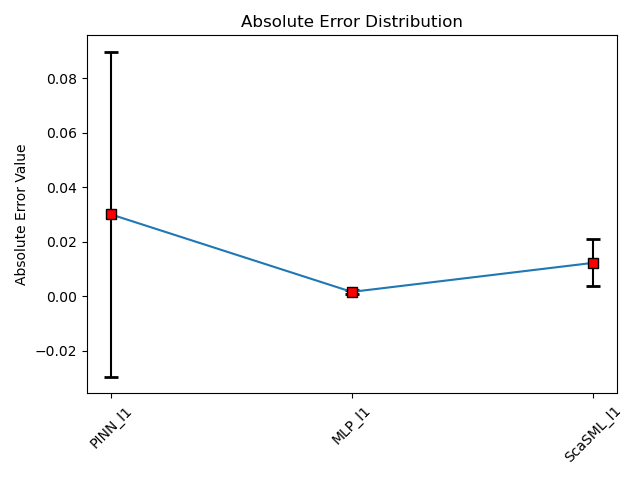 Absolute Error Distribution
Absolute Error Value
0.08
0.06
0.04
0.02
0.00
−0.02
PINN_l1
MLP_l1
ScaSML_l1